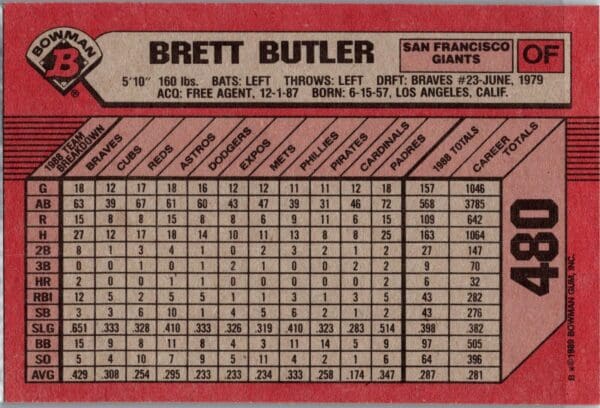 BOWMAN
B
®
BRETT BUTLER
SAN FRANCISCO
GIANTS
OF
5'10" 160 lbs. BATS: LEFT THROWS: LEFT DRFT: BRAVES #23-JUNE, 1979
ACQ: FREE AGENT, 12-1-87 BORN: 6-15-57, LOS ANGELES, CALIF.
1988 TEAM BREAKDOWN BRAVES CUBS REDS ASTROS DODGERS EXPOS METS PHILLIES PIRATES CARDINALS PADRES 1988 TOTALS CAREER TOTALS
G 18 12 17 18 16 12 12 11 11 12 18 157 1046
AB 63 39 67 61 60 43 47 39 31 46 72 568 3785
R 15 8 8 15 8 8 6 9 11 6 15 109 642
H 27 12 17 18 14 10 11 13 8 8 25 163 1064
2B 8 1 3 4 1 0 2 3 2 1 2 27 147
3B 0 0 1 0 2 1 0 0 0 2 3 9 70
HR 2 0 0 1 1 0 0 0 0 1 1 6 32
RBI 12 5 2 5 5 1 1 3 1 3 5 43 282
SB 3 3 6 10 1 4 5 6 2 1 2 43 276
SLG .651 .333 .328 .410 .333 .326 .319 .410 .323 .283 .514 .398 .382
BB 15 9 8 11 8 4 3 11 14 5 9 97 505
SO 5 4 10 7 9 5 11 4 2 1 6 64 396
AVG .429 .308 .254 .295 .233 .233 .234 .333 .258 .174 .347 .287 .281
480
© 1989 BOWMAN GUM, INC.